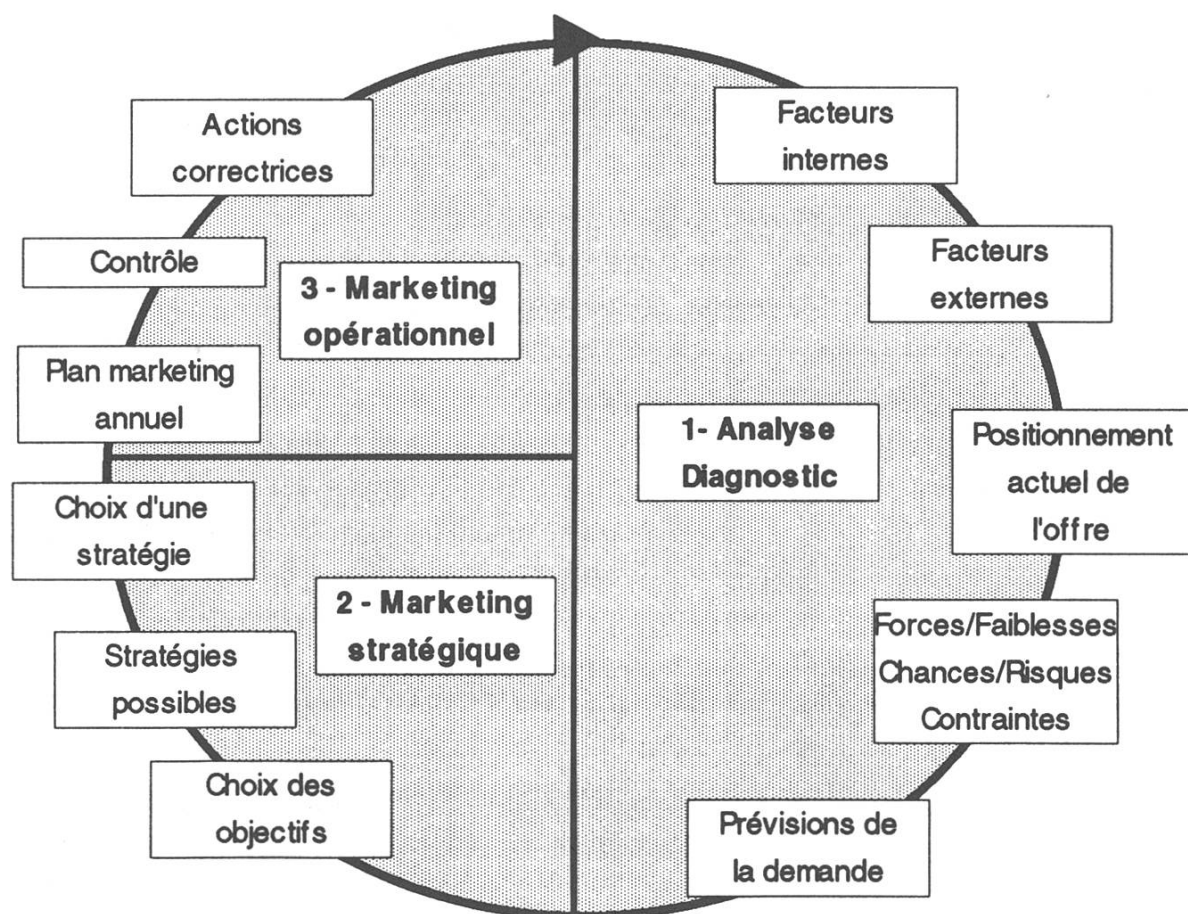 Actions
correctrices
Facteurs
internes
Contrôle
Facteurs
externes
3 - Marketing
opérationnel
Plan marketing
annuel
1- Analyse
Diagnostic
Positionnement
actuel de
l'offre
Choix d'une
stratégie
2 - Marketing
stratégique
Forces/Faiblesses
Chances/Risques
Contraintes
Stratégies
possibles
Choix des
objectifs
Prévisions de
la demande